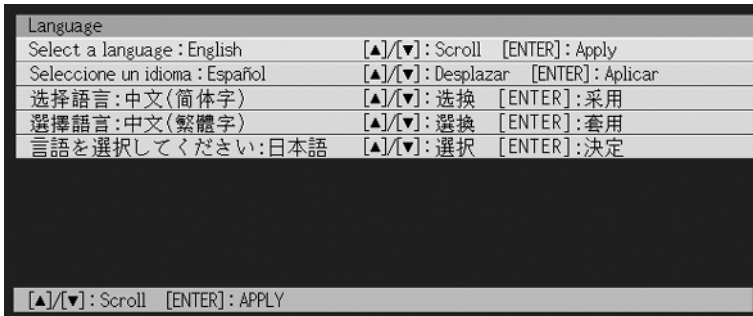 Language
Select a language : English [▲]/[▼] : Scroll [ENTER] : Apply
Seleccione un idioma : Español [▲]/[▼] : Desplazar [ENTER] : Aplicar
选择語言:中文(简体字) [▲]/[▼] : 选换 [ENTER] :采用
選擇語言:中文(繁體字) [▲]/[▼] : 選換 [ENTER] :套用
言語を選択してください:日本語 [▲]/[▼] : 選択 [ENTER] :決定
[▲]/[▼] : Scroll [ENTER] : APPLY